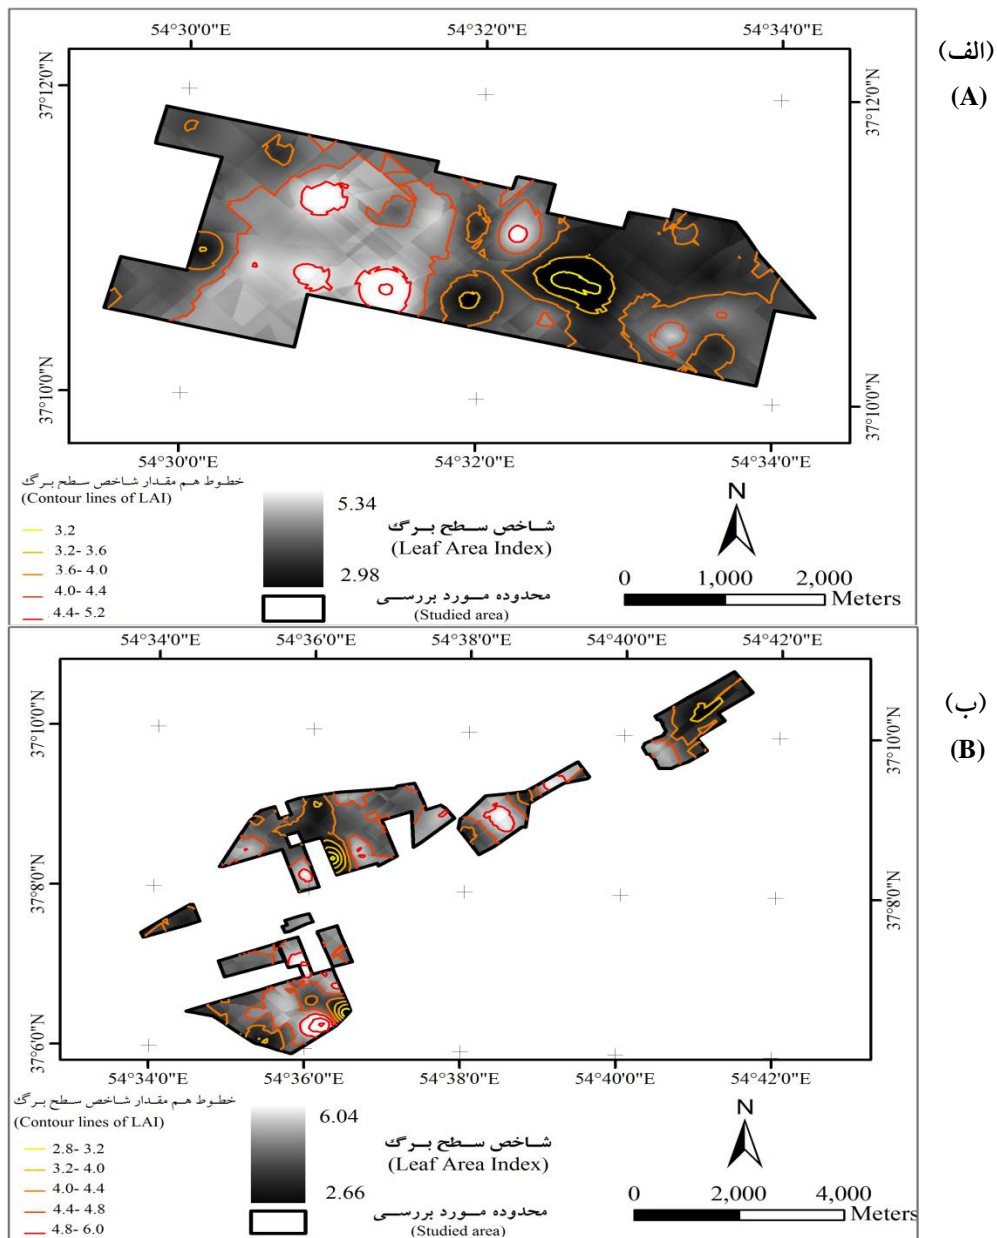 (الف)
(A)
54°30'0"E 54°32'0"E 54°34'0"E
37°12'0"N 37°12'0"N
37°10'0"N 37°10'0"N
54°30'0"E 54°32'0"E 54°34'0"E
خطوط هم مقدار شاخص سطح برگ
(Contour lines of LAI)
3.2
3.2- 3.6
3.6- 4.0
4.0- 4.4
4.4- 5.2
5.34
شاخص سطح برگ
(Leaf Area Index)
2.98
محدوده مورد بررسی
(Studied area)
N
0 1,000 2,000
Meters
(ب)
(B)
54°34'0"E 54°36'0"E 54°38'0"E 54°40'0"E 54°42'0"E
37°10'0"N 37°10'0"N
37°8'0"N 37°8'0"N
37°6'0"N 37°6'0"N
54°34'0"E 54°36'0"E 54°38'0"E 54°40'0"E 54°42'0"E
خطوط هم مقدار شاخص سطح برگ
(Contour lines of LAI)
2.8- 3.2
3.2- 4.0
4.0- 4.4
4.4- 4.8
4.8- 6.0
6.04
شاخص سطح برگ
(Leaf Area Index)
2.66
محدوده مورد بررسی
(Studied area)
N
0 2,000 4,000
Meters